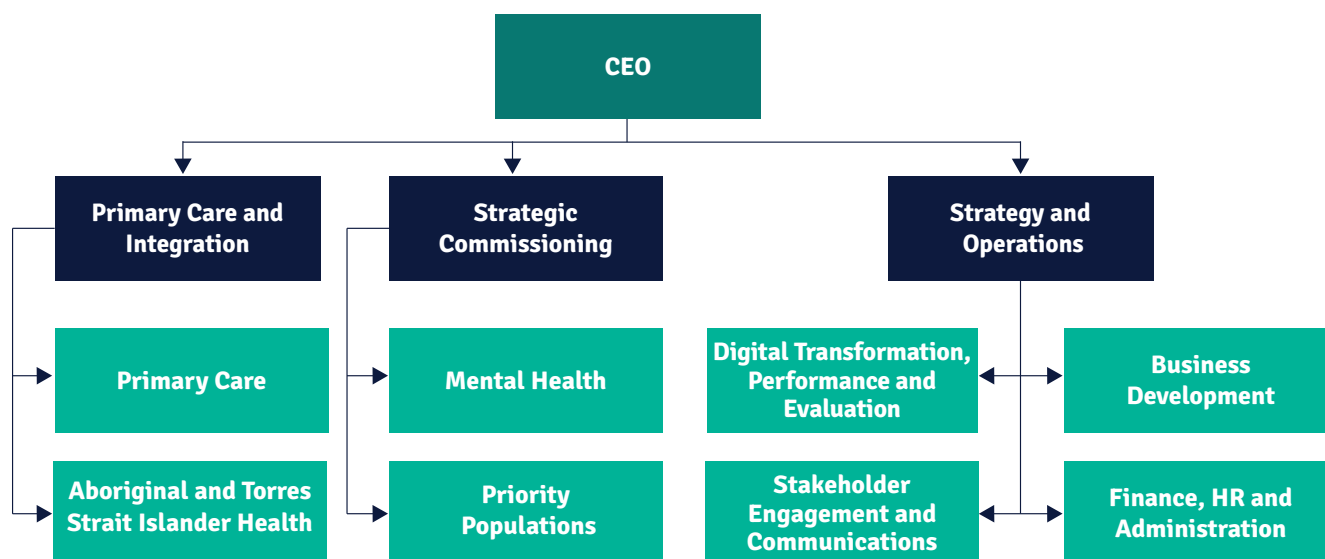 CEO
Primary Care and
Integration
Strategic
Commissioning
Strategy and
Operations
Primary Care
Mental Health
Digital Transformation,
Performance and
Evaluation
Business
Development
Aboriginal and Torres
Strait Islander Health
Priority
Populations
Stakeholder
Engagement and
Communications
Finance, HR and
Administration